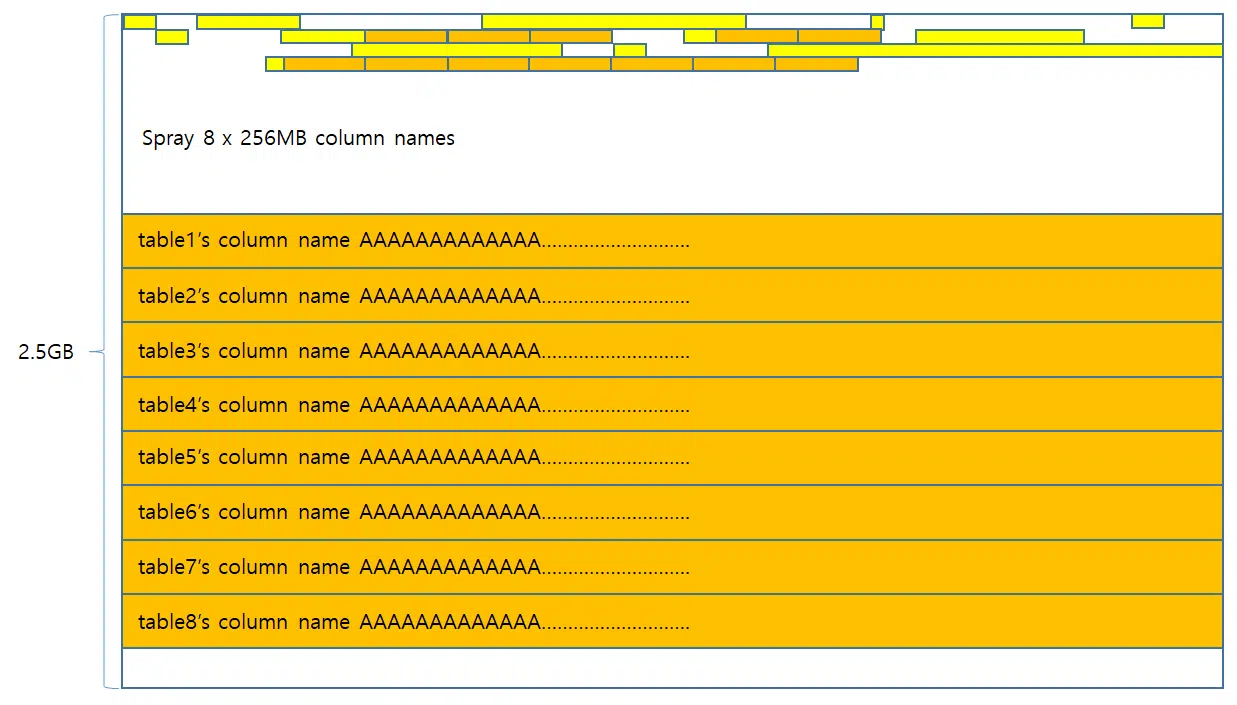 Spray 8 x 256MB column names
table1's column name AAAAAAAAAAAAA............................
table2's column name AAAAAAAAAAAAA............................
table3's column name AAAAAAAAAAAAA............................
2.5GB
table4's column name AAAAAAAAAAAAA............................
table5's column name AAAAAAAAAAAAA............................
table6's column name AAAAAAAAAAAAA............................
table7's column name AAAAAAAAAAAAA............................
table8's column name AAAAAAAAAAAAA............................